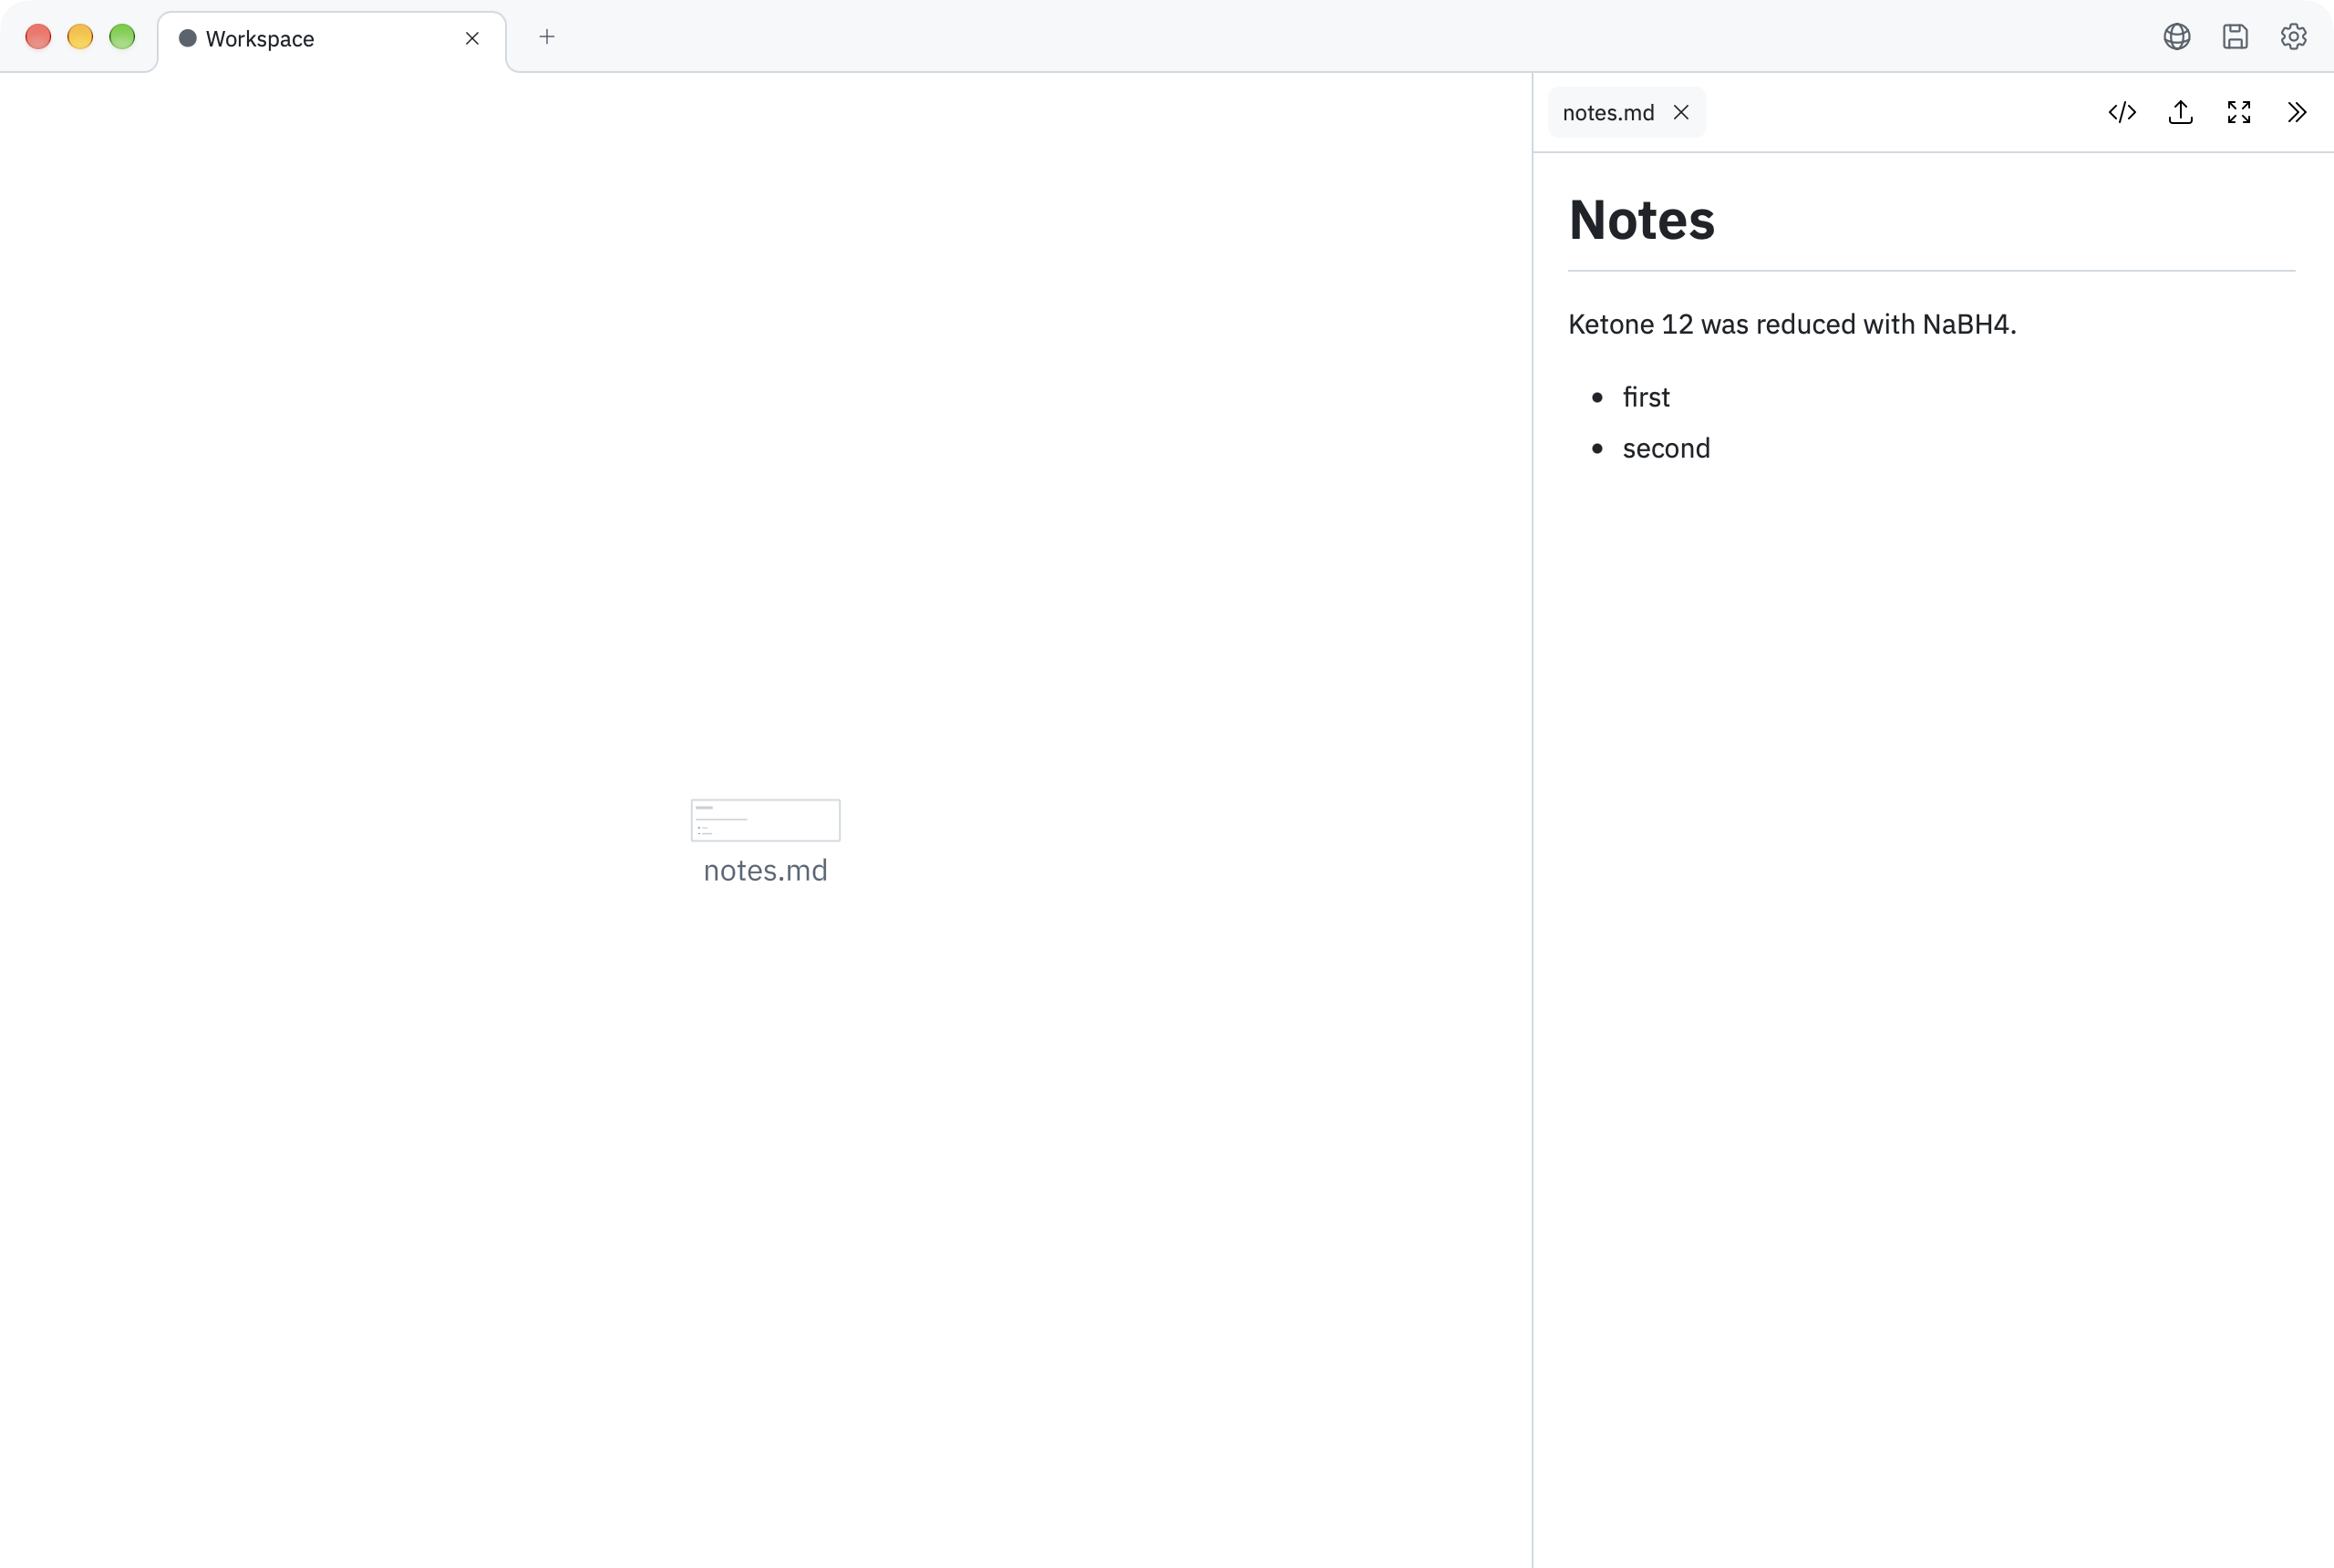 Workspace
notes.md
Notes
Ketone 12 was reduced with NaBH4.
first
second
notes.md